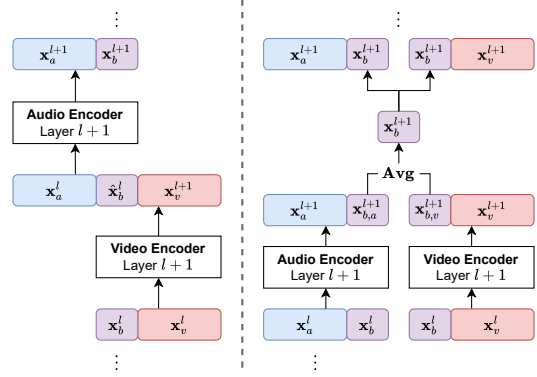 ⋮
x_a^{l+1} x_b^{l+1}
Audio Encoder
Layer l + 1
x_a^l x̂_b^l x_v^{l+1}
Video Encoder
Layer l + 1
x_b^l x_v^l
⋮
⋮
x_a^{l+1} x_b^{l+1} x_b^{l+1} x_v^{l+1}
x_b^{l+1}
Avg
x_a^{l+1} x_{b,a}^{l+1} x_{b,v}^{l+1} x_v^{l+1}
Audio Encoder
Layer l + 1
Video Encoder
Layer l + 1
x_a^l x_b^l x_b^l x_v^l
⋮